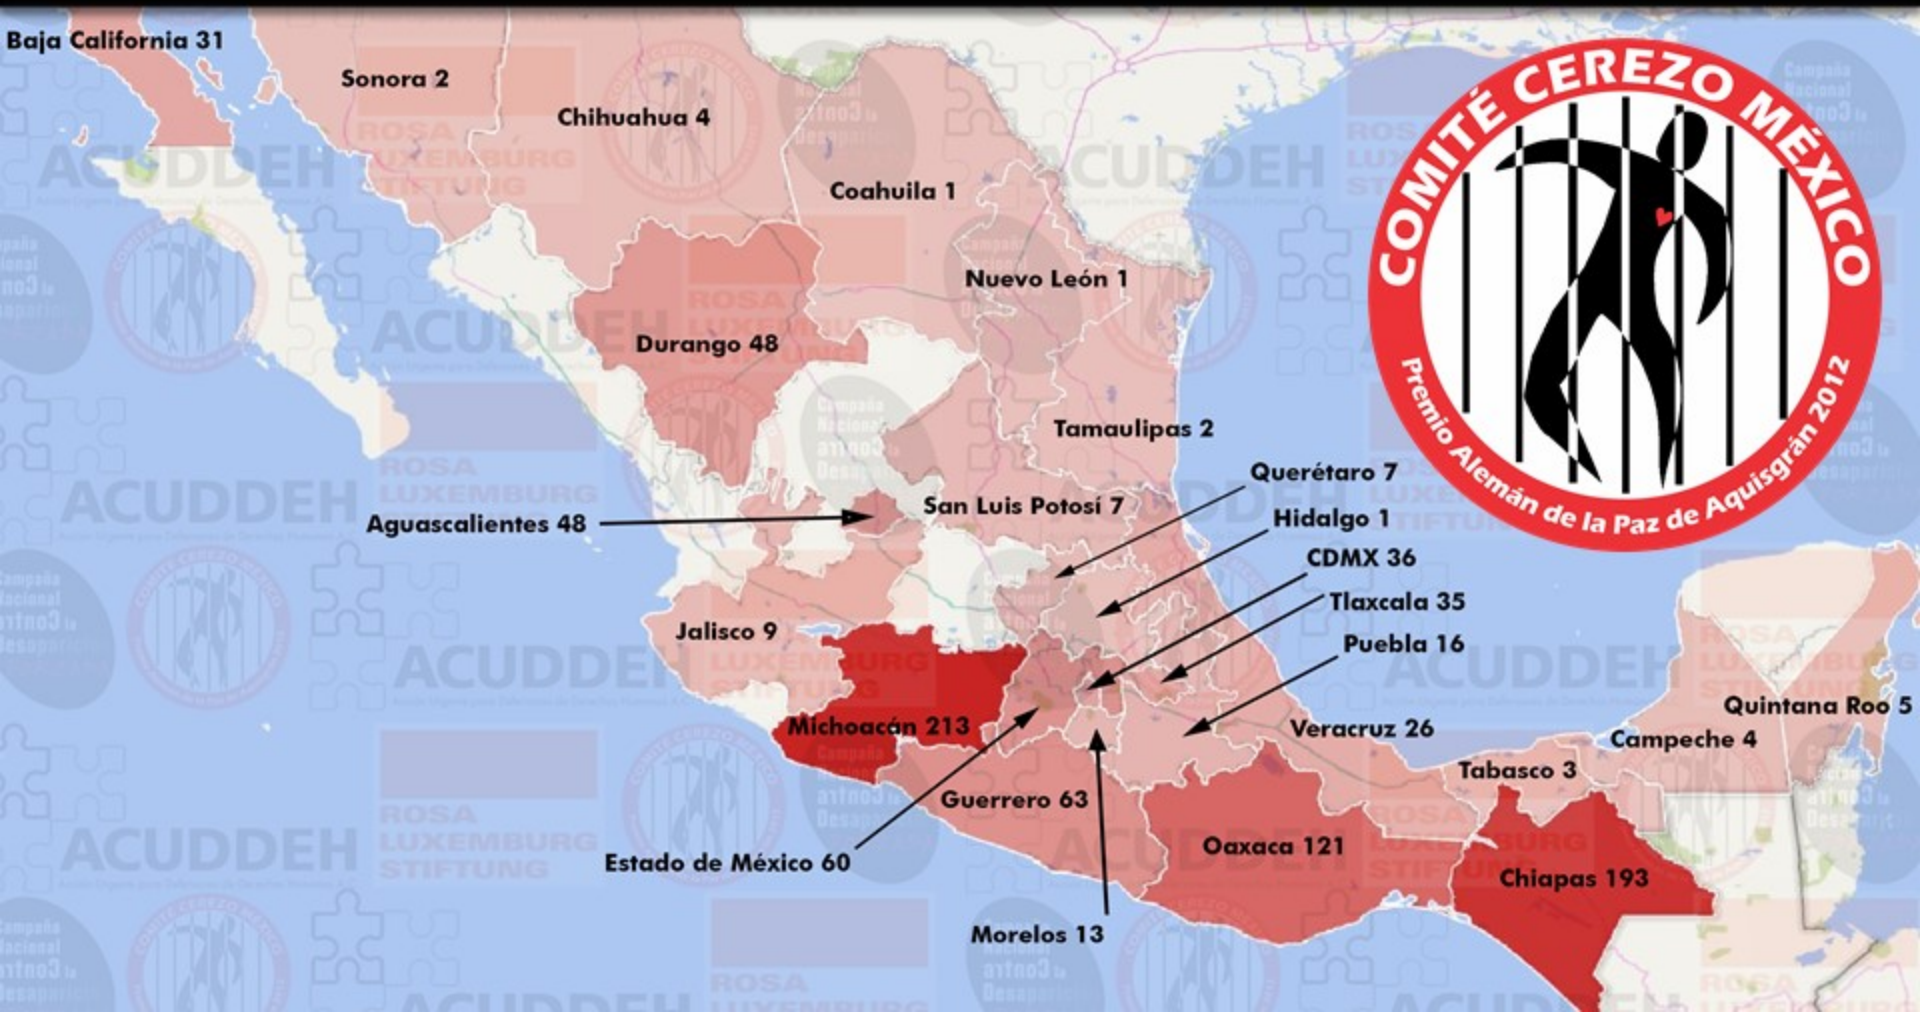 Baja California 31
Sonora 2
Chihuahua 4
Coahuila 1
Nuevo León 1
Durango 48
Tamaulipas 2
Querétaro 7
San Luis Potosí 7
Hidalgo 1
Aguascalientes 48
CDMX 36
Tlaxcala 35
Jalisco 9
Puebla 16
Quintana Roo 5
Michoacán 213
Veracruz 26
Campeche 4
Tabasco 3
Guerrero 63
Oaxaca 121
Estado de México 60
Chiapas 193
Morelos 13
COMITÉ CEREZO MÉXICO
Premio Alemán de la Paz de Aquisgrán 2012
ACUDDEH
ROSA
LUXEMBURG
STIFTUNG